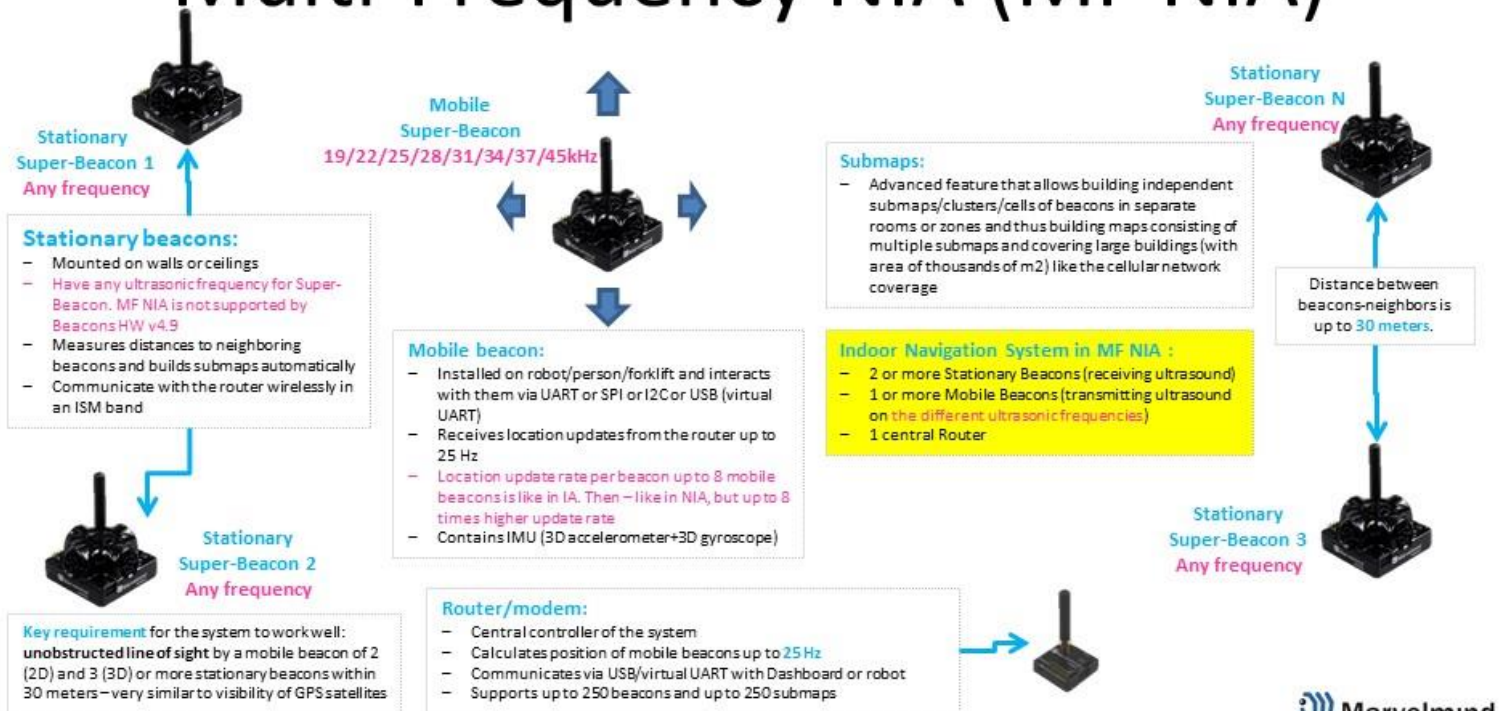 Multi-Frequency NIA (MF NIA)
Stationary
Super-Beacon 1
Any frequency
Mobile
Super-Beacon
19/22/25/28/31/34/37/45kHz
Stationary
Super-Beacon N
Any frequency
Stationary beacons:
– Mounted on walls or ceilings
– Have any ultrasonic frequency for Super-
Beacon. MF NIA is not supported by
Beacons HW v4.9
– Measures distances to neighboring
beacons and builds submaps automatically
– Communicate with the router wirelessly in
an ISM band
Submaps:
– Advanced feature that allows building independent
submaps/clusters/cells of beacons in separate
rooms or zones and thus building maps consisting of
multiple submaps and covering large buildings (with
area of thousands of m2) like the cellular network
coverage
Distance between
beacons-neighbors is
up to 30 meters.
Mobile beacon:
– Installed on robot/person/forklift and interacts
with them via UART or SPI or I2C or USB (virtual
UART)
– Receives location updates from the router up to
25 Hz
– Location update rate per beacon up to 8 mobile
beacons is like in IA. Then – like in NIA, but up to 8
times higher update rate
– Contains IMU (3D accelerometer+3D gyroscope)
Indoor Navigation System in MF NIA :
– 2 or more Stationary Beacons (receiving ultrasound)
– 1 or more Mobile Beacons (transmitting ultrasound
on the different ultrasonic frequencies)
– 1 central Router
Stationary
Super-Beacon 2
Any frequency
Stationary
Super-Beacon 3
Any frequency
Key requirement for the system to work well:
unobstructed line of sight by a mobile beacon of 2
(2D) and 3 (3D) or more stationary beacons within
30 meters – very similar to visibility of GPS satellites
Router/modem:
– Central controller of the system
– Calculates position of mobile beacons up to 25 Hz
– Communicates via USB/virtual UART with Dashboard or robot
– Supports up to 250 beacons and up to 250 submaps
Marvelmind